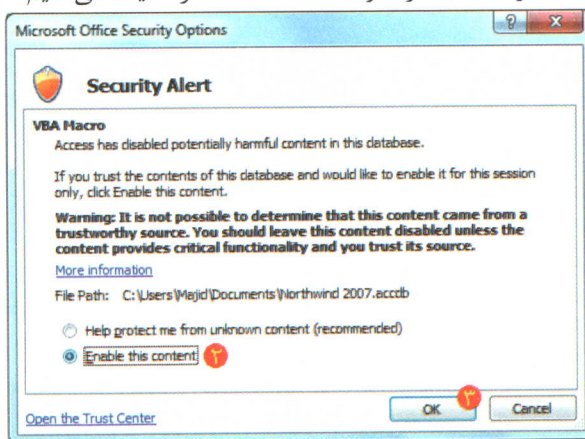 Microsoft Office Security Options
Security Alert
VBA Macro
Access has disabled potentially harmful content in this database.
If you trust the contents of this database and would like to enable it for this session
only, click Enable this content.
Warning: It is not possible to determine that this content came from a
trustworthy source. You should leave this content disabled unless the
content provides critical functionality and you trust its source.
More information
File Path: C:\Users\Majid\Documents\Northwind 2007.accdb
Help protect me from unknown content (recommended)
Enable this content ۲
OK ۳ Cancel
Open the Trust Center